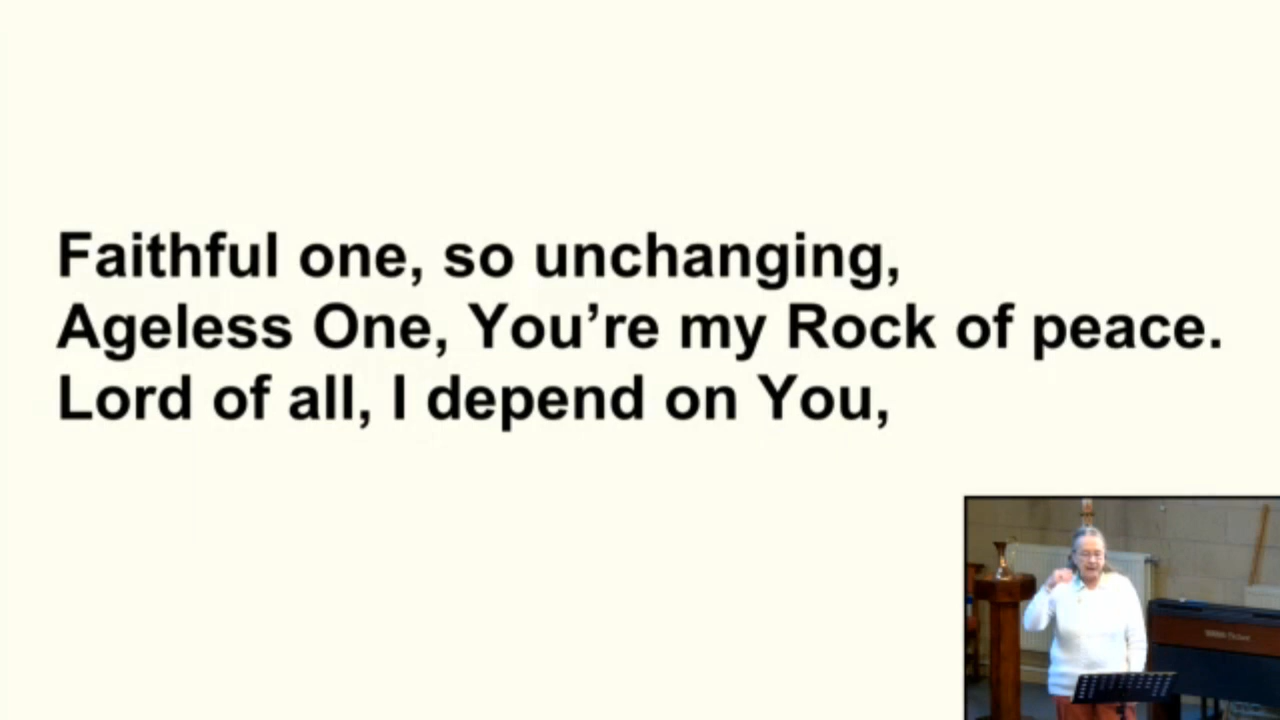 Faithful one, so unchanging,
Ageless One, You’re my Rock of peace.
Lord of all, I depend on You,